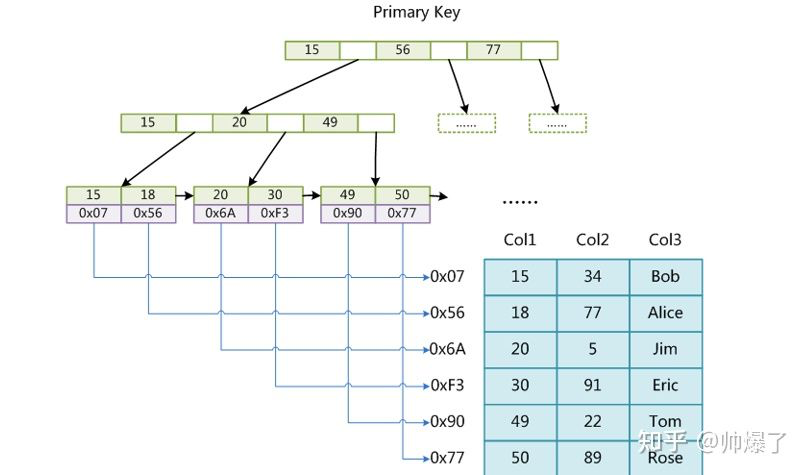 Primary Key
15 56 77
15 20 49
...... ......
15 18 20 30 49 50
0x07 0x56 0x6A 0xF3 0x90 0x77
......
Col1 Col2 Col3
0x07 15 34 Bob
0x56 18 77 Alice
0x6A 20 5 Jim
0xF3 30 91 Eric
0x90 49 22 Tom
0x77 50 89 Rose
知乎 @帅爆了